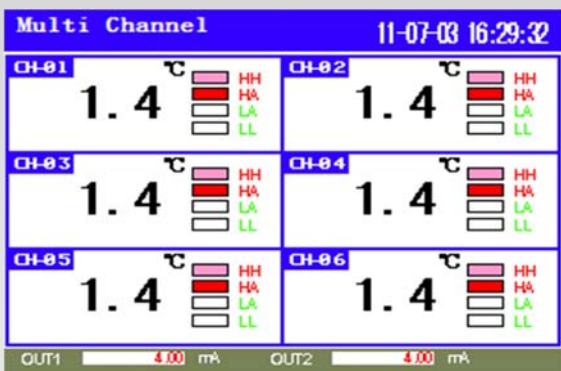 Multi Channel 11-07-03 16:29:32
CH-01 ℃ CH-02 ℃
1.4 HH HA LA LL 1.4 HH HA LA LL
CH-03 ℃ CH-04 ℃
1.4 HH HA LA LL 1.4 HH HA LA LL
CH-05 ℃ CH-06 ℃
1.4 HH HA LA LL 1.4 HH HA LA LL
OUT1 4.00 mA OUT2 4.00 mA